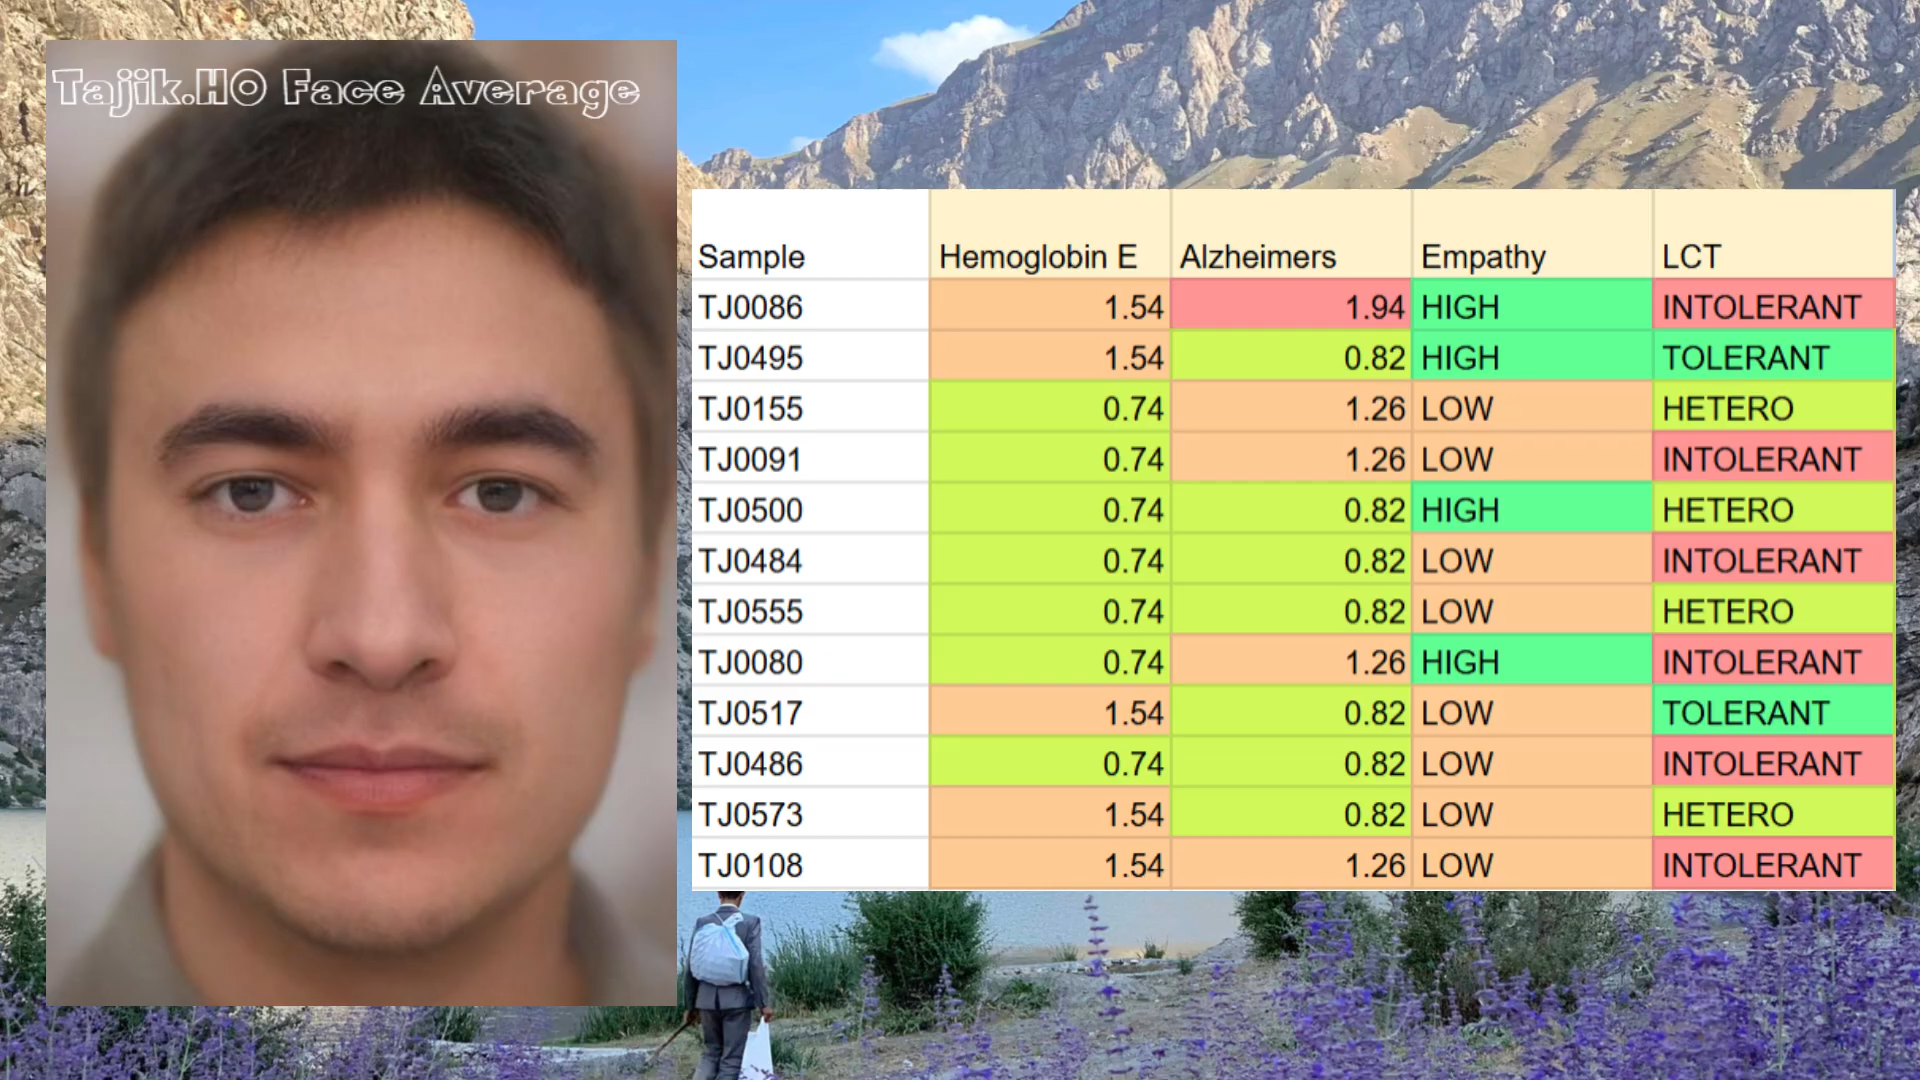 Tajik.HO Face Average
Sample Hemoglobin E Alzheimers Empathy LCT
TJ0086 1.54 1.94 HIGH INTOLERANT
TJ0495 1.54 0.82 HIGH TOLERANT
TJ0155 0.74 1.26 LOW HETERO
TJ0091 0.74 1.26 LOW INTOLERANT
TJ0500 0.74 0.82 HIGH HETERO
TJ0484 0.74 0.82 LOW INTOLERANT
TJ0555 0.74 0.82 LOW HETERO
TJ0080 0.74 1.26 HIGH INTOLERANT
TJ0517 1.54 0.82 LOW TOLERANT
TJ0486 0.74 0.82 LOW INTOLERANT
TJ0573 1.54 0.82 LOW HETERO
TJ0108 1.54 1.26 LOW INTOLERANT